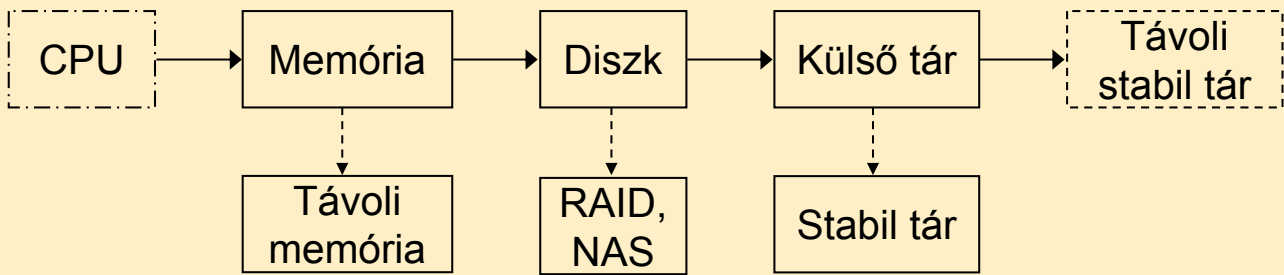 CPU
Memória
Diszk
Külső tár
Távoli
stabil tár
Távoli
memória
RAID,
NAS
Stabil tár